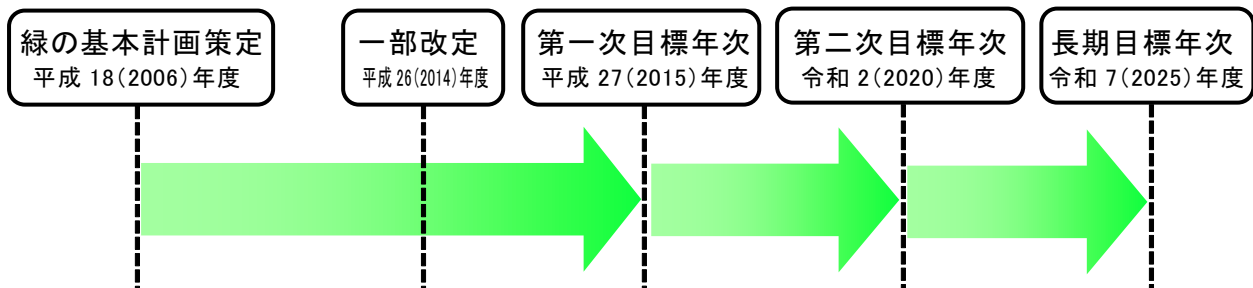 緑の基本計画策定
平成 18(2006)年度
一部改定
平成 26(2014)年度
第一次目標年次
平成 27(2015)年度
第二次目標年次
令和 2(2020)年度
長期目標年次
令和 7(2025)年度